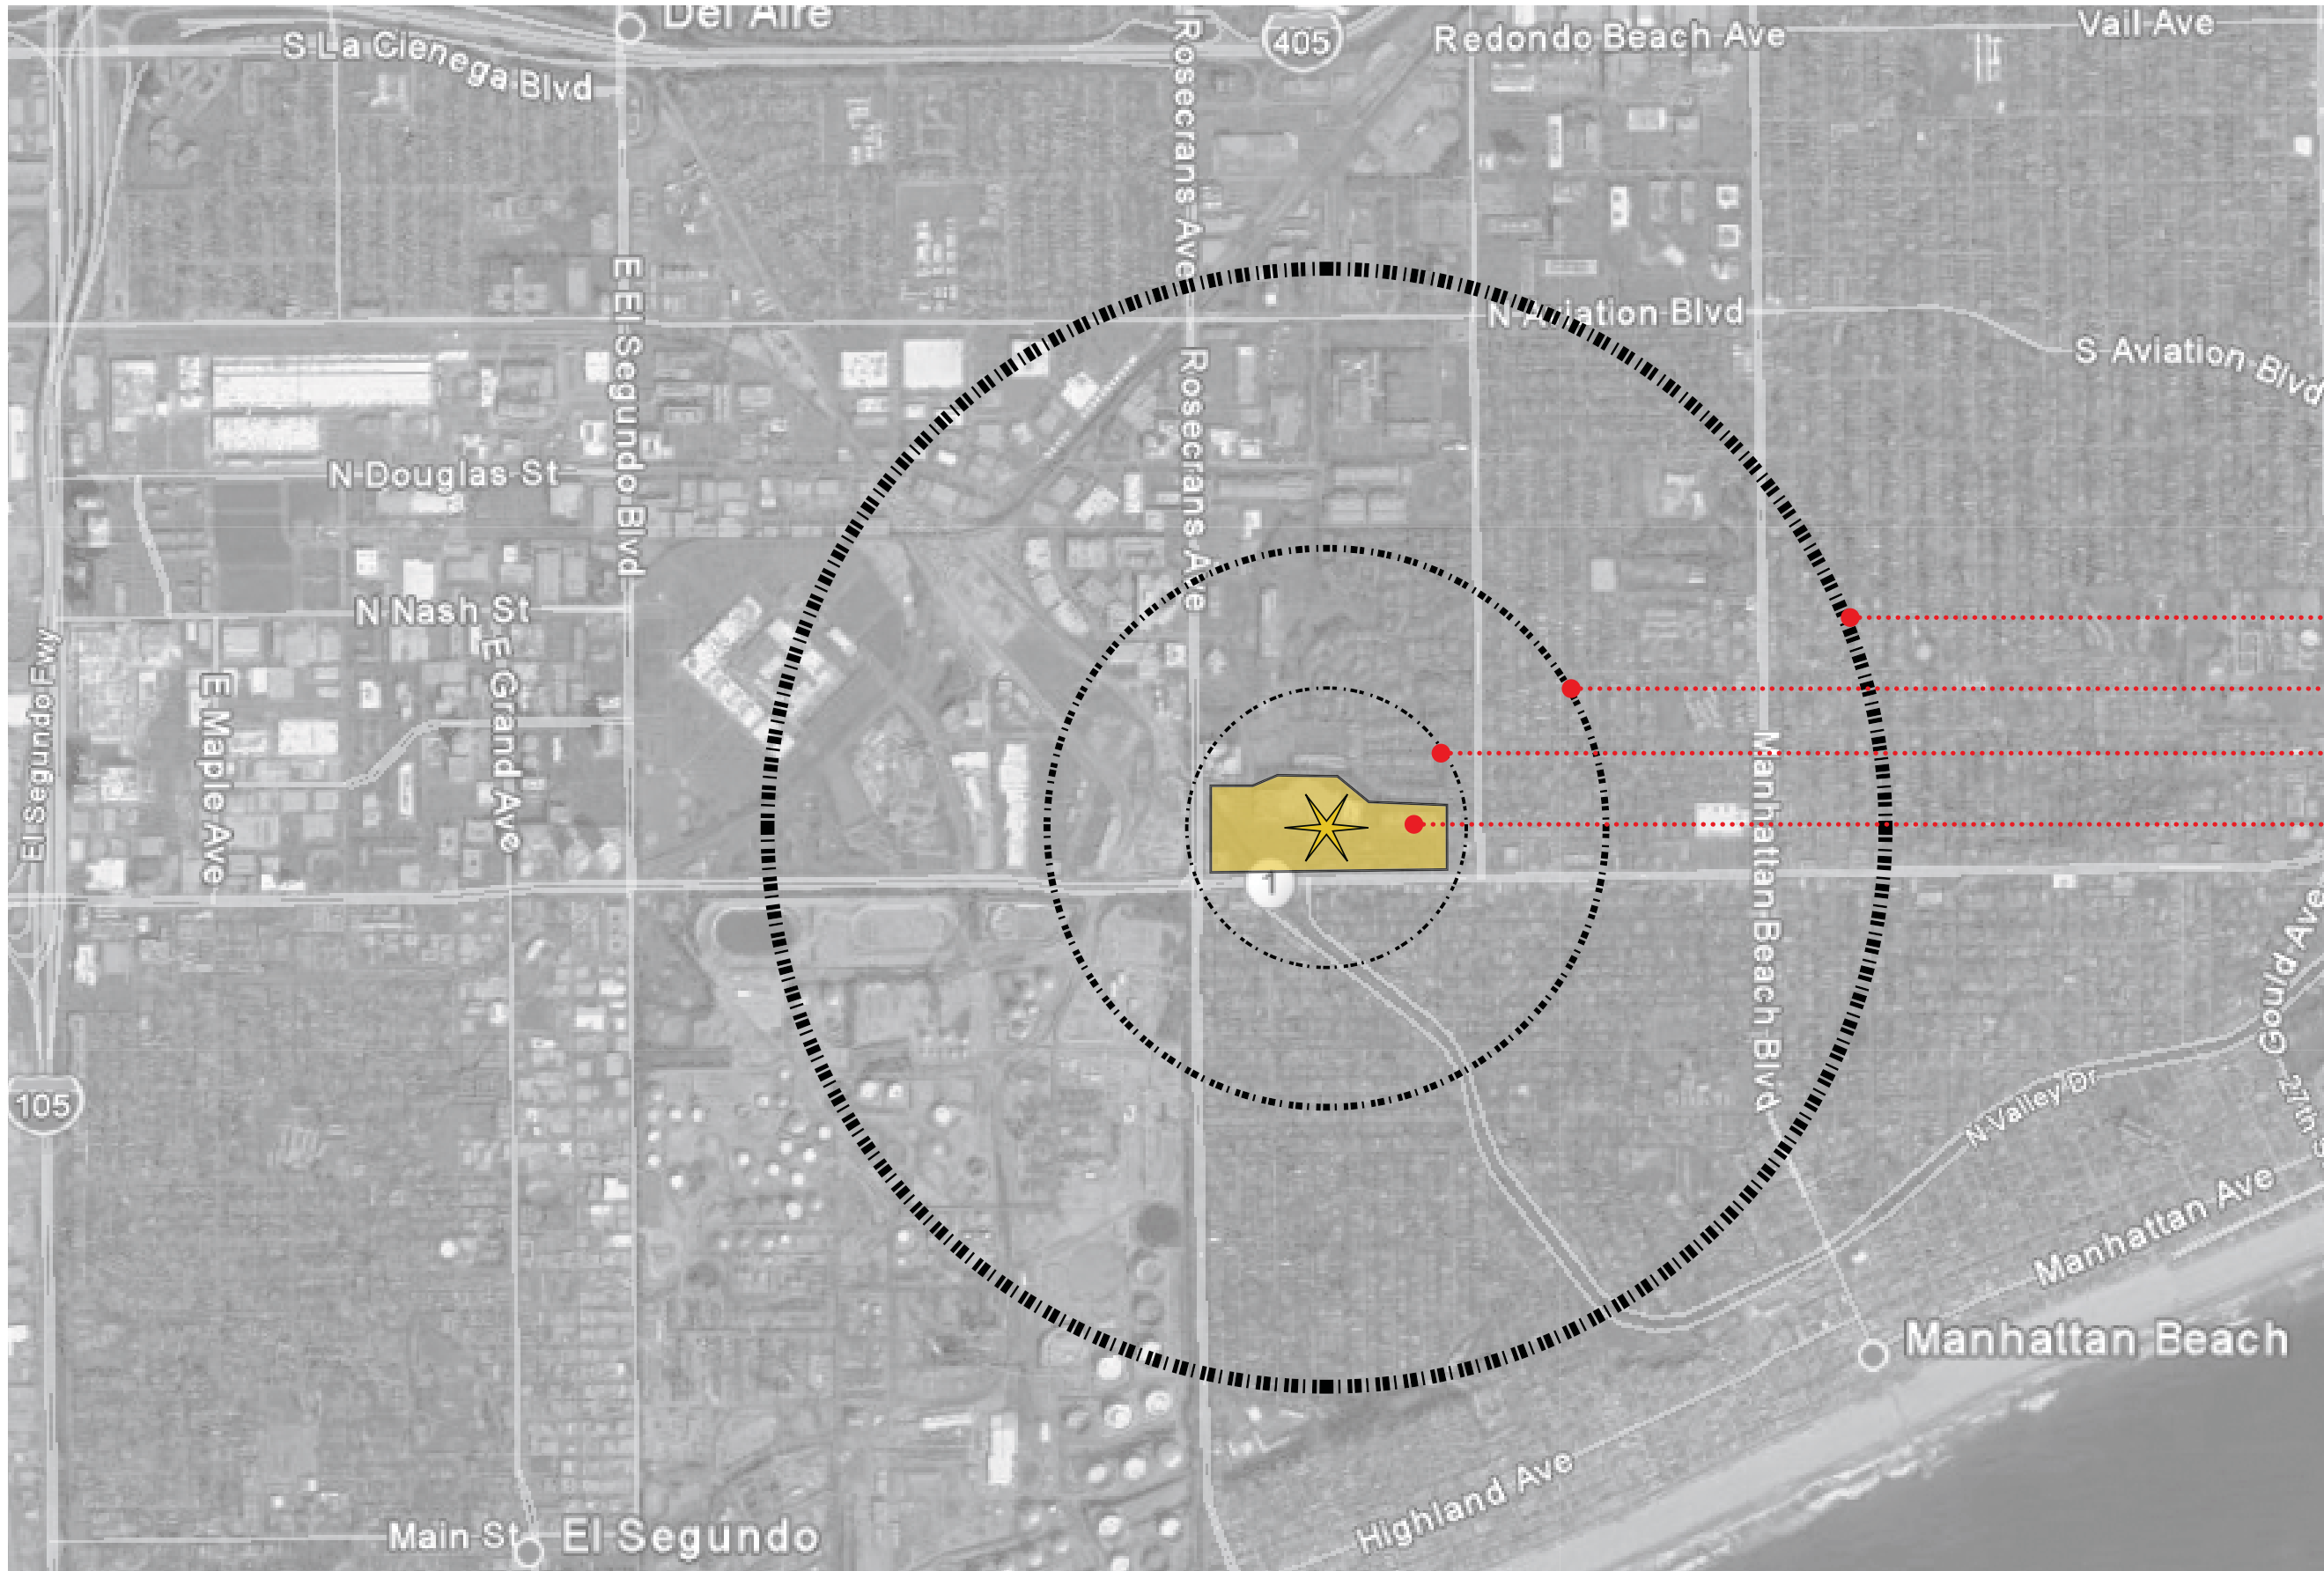 Del Aire
S La Cienega Blvd
405
Redondo Beach Ave
Vail Ave
Rosecrans Ave
E El Segundo Blvd
N Aviation Blvd
S Aviation Blvd
Rosecrans Ave
N Douglas St
N Nash St
E Grand Ave
E Maple Ave
El Segundo Fwy
Manhattan Beach Blvd
1
Gould Ave
105
N Valley Dr
27th S
Manhattan Ave
Manhattan Beach
Highland Ave
Main St
El Segundo